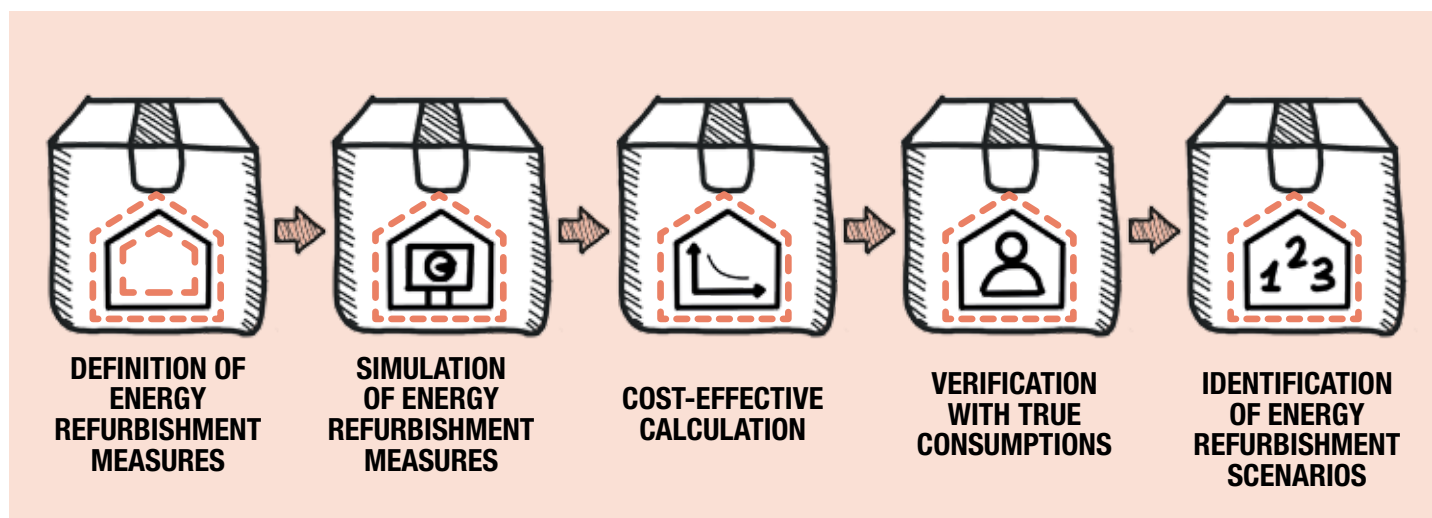 1 2 3
DEFINITION OF
ENERGY
REFURBISHMENT
MEASURES
SIMULATION
OF ENERGY
REFURBISHMENT
MEASURES
COST-EFFECTIVE
CALCULATION
VERIFICATION
WITH TRUE
CONSUMPTIONS
IDENTIFICATION
OF ENERGY
REFURBISHMENT
SCENARIOS